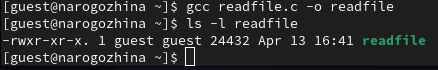 [guest@narogozhina ~]$ gcc readfile.c -o readfile
[guest@narogozhina ~]$ ls -l readfile
-rwxr-xr-x. 1 guest guest 24432 Apr 13 16:41 readfile
[guest@narogozhina ~]$